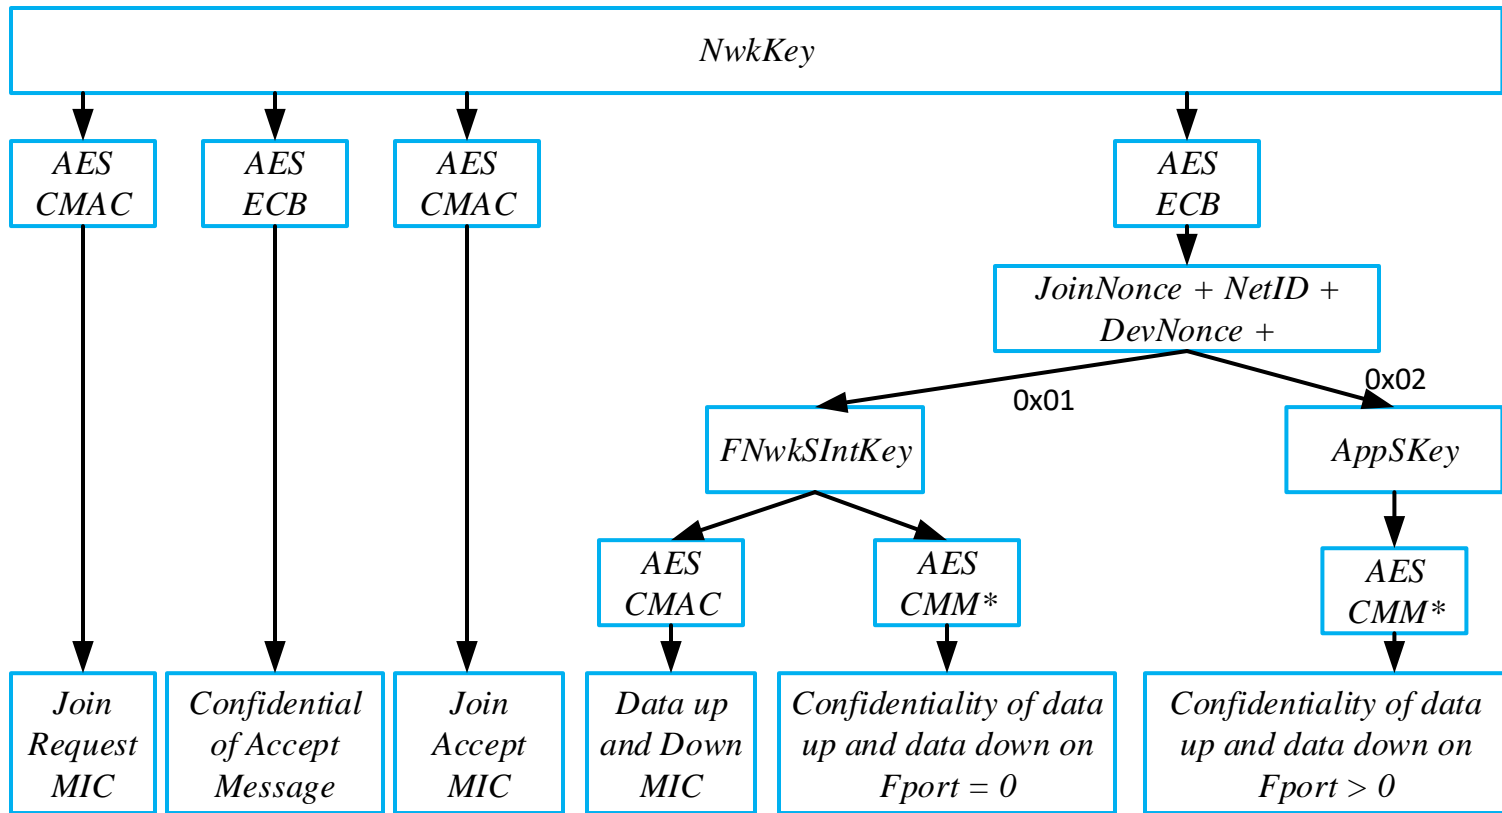 NwkKey
AES
CMAC
AES
ECB
AES
CMAC
AES
ECB
JoinNonce + NetID +
DevNonce +
0x01
0x02
FNwkSIntKey
AppSKey
AES
CMAC
AES
CMM*
AES
CMM*
Join
Request
MIC
Confidential
of Accept
Message
Join
Accept
MIC
Data up
and Down
MIC
Confidentiality of data
up and data down on
Fport = 0
Confidentiality of data
up and data down on
Fport > 0